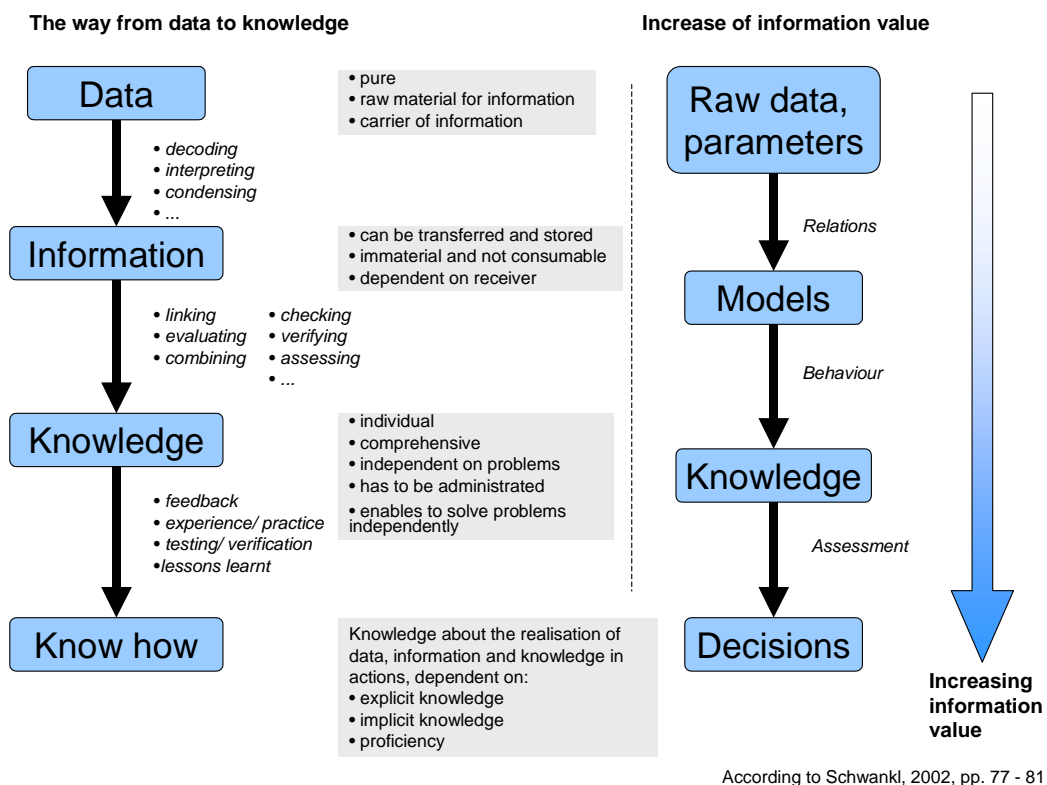 The way from data to knowledge
Data
• pure
• raw material for information
• carrier of information
• decoding
• interpreting
• condensing
• ...
Information
• can be transferred and stored
• immaterial and not consumable
• dependent on receiver
• linking
• evaluating
• combining
• checking
• verifying
• assessing
• ...
Knowledge
• individual
• comprehensive
• independent on problems
• has to be administrated
• enables to solve problems
independently
• feedback
• experience/ practice
• testing/ verification
•lessons learnt
Know how
Knowledge about the realisation of
data, information and knowledge in
actions, dependent on:
• explicit knowledge
• implicit knowledge
• proficiency
Increase of information value
Raw data,
parameters
Relations
Models
Behaviour
Knowledge
Assessment
Decisions
Increasing
information
value
According to Schwankl, 2002, pp. 77 - 81